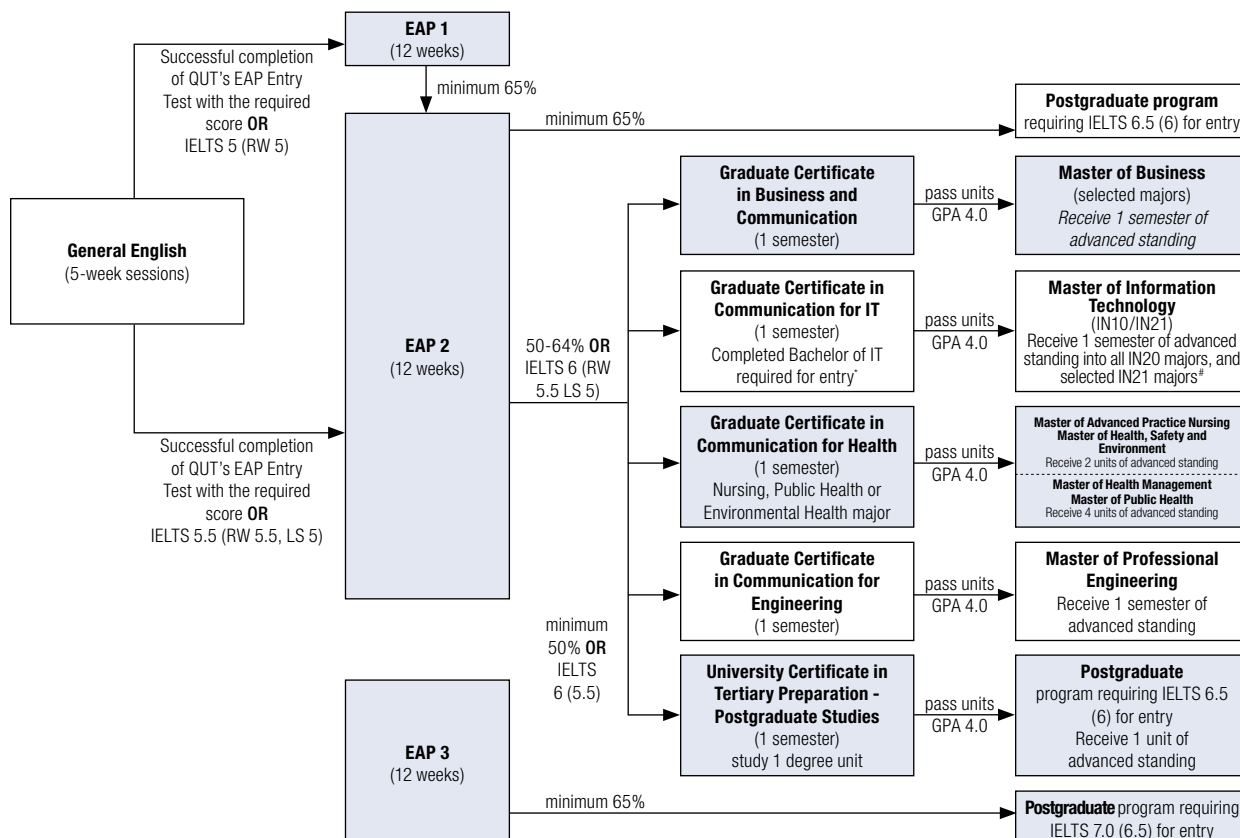 EAP 1
(12 weeks)
Successful completion
of QUT's EAP Entry
Test with the required
score OR
IELTS 5 (RW 5)
minimum 65%
General English
(5-week sessions)
Successful completion
of QUT's EAP Entry
Test with the required
score OR
IELTS 5.5 (RW 5.5, LS 5)
EAP 2
(12 weeks)
minimum 65%
Postgraduate program
requiring IELTS 6.5 (6) for entry
50-64% OR
IELTS 6 (RW
5.5 LS 5)
Graduate Certificate
in Business and
Communication
(1 semester)
pass units
GPA 4.0
Master of Business
(selected majors)
Receive 1 semester of
advanced standing
Graduate Certificate in
Communication for IT
(1 semester)
Completed Bachelor of IT
required for entry*
pass units
GPA 4.0
Master of Information
Technology
(IN10/IN21)
Receive 1 semester of advanced
standing into all IN20 majors, and
selected IN21 majors#
Graduate Certificate in
Communication for Health
(1 semester)
Nursing, Public Health or
Environmental Health major
pass units
GPA 4.0
Master of Advanced Practice Nursing
Master of Health, Safety and
Environment
Receive 2 units of advanced standing
Master of Health Management
Master of Public Health
Receive 4 units of advanced standing
Graduate Certificate
in Communication for
Engineering
(1 semester)
pass units
GPA 4.0
Master of Professional
Engineering
Receive 1 semester of
advanced standing
minimum
50% OR
IELTS
6 (5.5)
University Certificate in
Tertiary Preparation -
Postgraduate Studies
(1 semester)
study 1 degree unit
pass units
GPA 4.0
Postgraduate
program requiring IELTS 6.5
(6) for entry
Receive 1 unit of
advanced standing
EAP 3
(12 weeks)
minimum 65%
Postgraduate program requiring
IELTS 7.0 (6.5) for entry